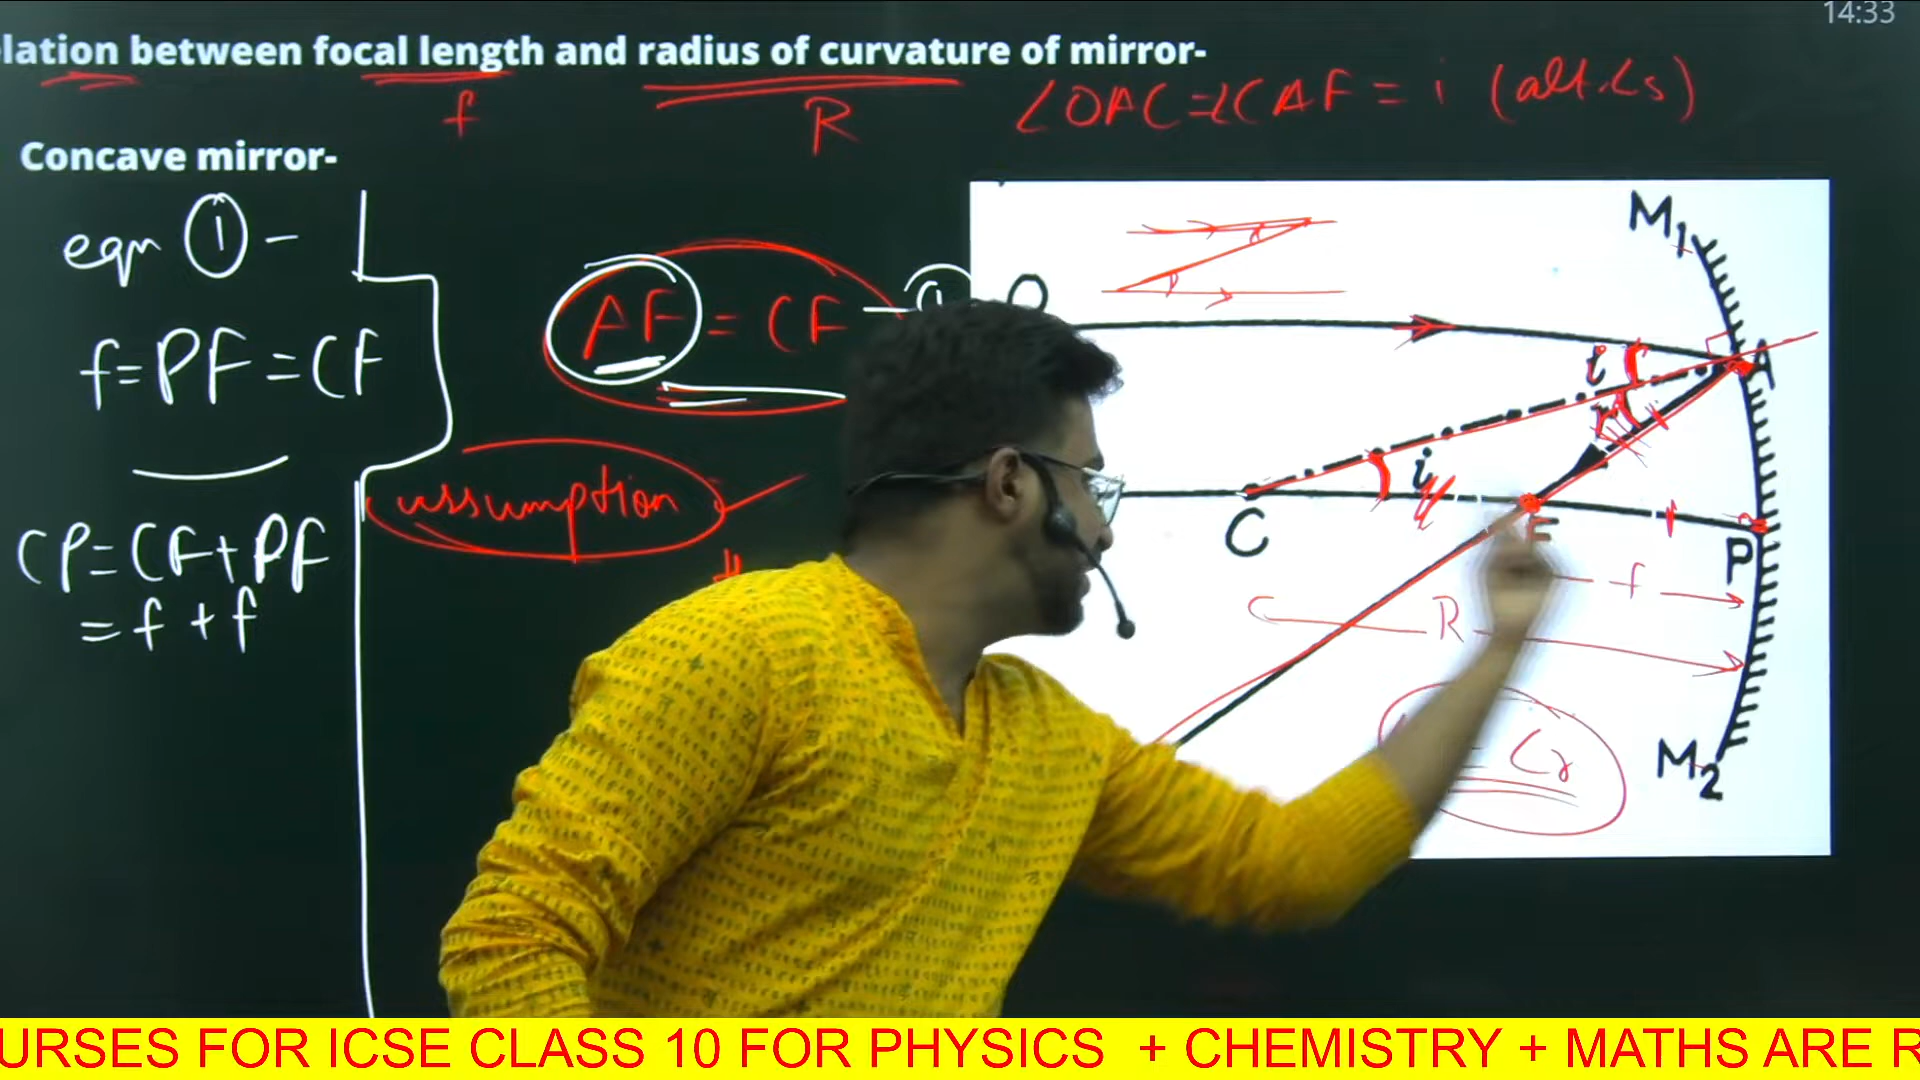 14:33
lation between focal length and radius of curvature of mirror-
f
R
∠OAC=∠CAF = i (alt.∠s)
Concave mirror-
eqn ① -
f=PF=CF
CP=CF+PF
=f+f
AF = CF - ①
assumption
O
M1
A
i
r
i
C
F
P
f
R
= ∠r
M2
URSES FOR ICSE CLASS 10 FOR PHYSICS + CHEMISTRY + MATHS ARE R